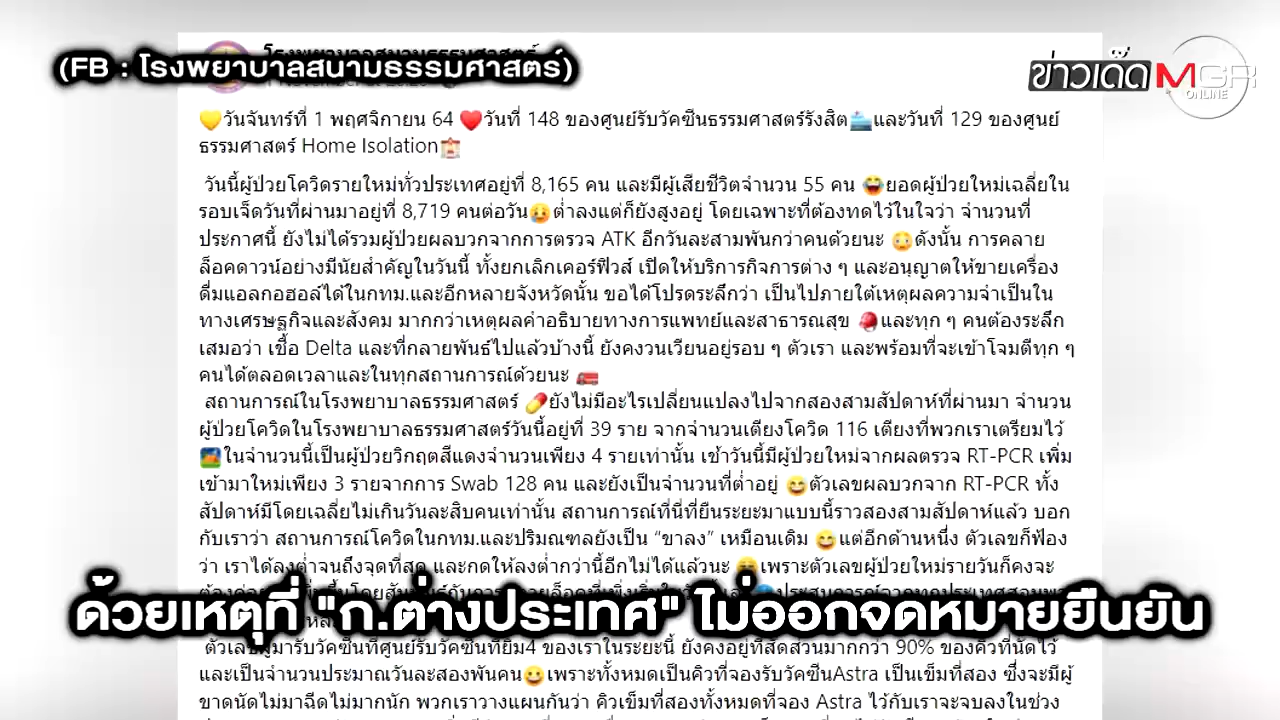 (FB : โรงพยาบาลสนามธรรมศาสตร์)
ข่าวเด็ด MGR ONLINE
💛วันจันทร์ที่ 1 พฤศจิกายน 64 ❤️วันที่ 148 ของศูนย์รับวัคซีนธรรมศาสตร์รังสิต🚢และวันที่ 129 ของศูนย์
ธรรมศาสตร์ Home Isolation🏩
วันนี้ผู้ป่วยโควิดรายใหม่ทั่วประเทศอยู่ที่ 8,165 คน และมีผู้เสียชีวิตจำนวน 55 คน 😂ยอดผู้ป่วยใหม่เฉลี่ยใน
รอบเจ็ดวันที่ผ่านมาอยู่ที่ 8,719 คนต่อวัน🥲ต่ำลงแต่ก็ยังสูงอยู่ โดยเฉพาะที่ต้องทดไว้ในใจว่า จำนวนที่
ประกาศนี้ ยังไม่ได้รวมผู้ป่วยผลบวกจากการตรวจ ATK อีกวันละสามพันกว่าคนด้วยนะ 😳ดังนั้น การคลาย
ล็อคดาวน์อย่างมีนัยสำคัญในวันนี้ ทั้งยกเลิกเคอร์ฟิวส์ เปิดให้บริการกิจการต่าง ๆ และอนุญาตให้ขายเครื่อง
ดื่มแอลกอฮอล์ได้ในกทม.และอีกหลายจังหวัดนั้น ขอได้โปรดระลึกว่า เป็นไปภายใต้เหตุผลความจำเป็นใน
ทางเศรษฐกิจและสังคม มากกว่าเหตุผลคำอธิบายทางการแพทย์และสาธารณสุข และทุก ๆ คนต้องระลึก
เสมอว่า เชื้อ Delta และที่กลายพันธ์ไปแล้วบ้างนี้ ยังคงวนเวียนอยู่รอบ ๆ ตัวเรา และพร้อมที่จะเข้าโจมตีทุก ๆ
คนได้ตลอดเวลาและในทุกสถานการณ์ด้วยนะ 🚒
สถานการณ์ในโรงพยาบาลธรรมศาสตร์ 💊ยังไม่มีอะไรเปลี่ยนแปลงไปจากสองสามสัปดาห์ที่ผ่านมา จำนวน
ผู้ป่วยโควิดในโรงพยาบาลธรรมศาสตร์วันนี้อยู่ที่ 39 ราย จากจำนวนเตียงโควิด 116 เตียงที่พวกเราเตรียมไว้
ในจำนวนนี้เป็นผู้ป่วยวิกฤตสีแดงจำนวนเพียง 4 รายเท่านั้น เช้าวันนี้มีผู้ป่วยใหม่จากผลตรวจ RT-PCR เพิ่ม
เข้ามาใหม่เพียง 3 รายจากการ Swab 128 คน และยังเป็นจำนวนที่ต่ำอยู่ 😄ตัวเลขผลบวกจาก RT-PCR ทั้ง
สัปดาห์มีโดยเฉลี่ยไม่เกินวันละสิบคนเท่านั้น สถานการณ์ที่นี่ที่ยืนระยะมาแบบนี้ราวสองสามสัปดาห์แล้ว บอก
กับเราว่า สถานการณ์โควิดในกทม.และปริมณฑลยังเป็น “ขาลง” เหมือนเดิม 😄แต่อีกด้านหนึ่ง ตัวเลขก็ฟ้อง
ว่า เราได้ลงต่ำจนถึงจุดที่สุด และกดให้ลงต่ำกว่านี้อีกไม่ได้แล้วนะ เพราะตัวเลขผู้ป่วยใหม่รายวันก็คงจะ
ด้วยเหตุที่ "ก.ต่างประเทศ" ไม่ออกจดหมายยืนยัน
ตัวเลขผู้มารับวัคซีนที่ศูนย์รับวัคซีนที่ยิม4 ของเราในระยะนี้ ยังคงอยู่ที่สัดส่วนมากกว่า 90% ของคิวที่นัดไว้
และเป็นจำนวนประมาณวันละสองพันคน😀เพราะทั้งหมดเป็นคิวที่จองรับวัคซีนAstra เป็นเข็มที่สอง ซึ่งจะมีผู้
ขาดนัดไม่มาฉีดไม่มากนัก พวกเราวางแผนกันว่า คิวเข็มที่สองทั้งหมดที่จอง Astra ไว้กับเราจะจบลงในช่วง